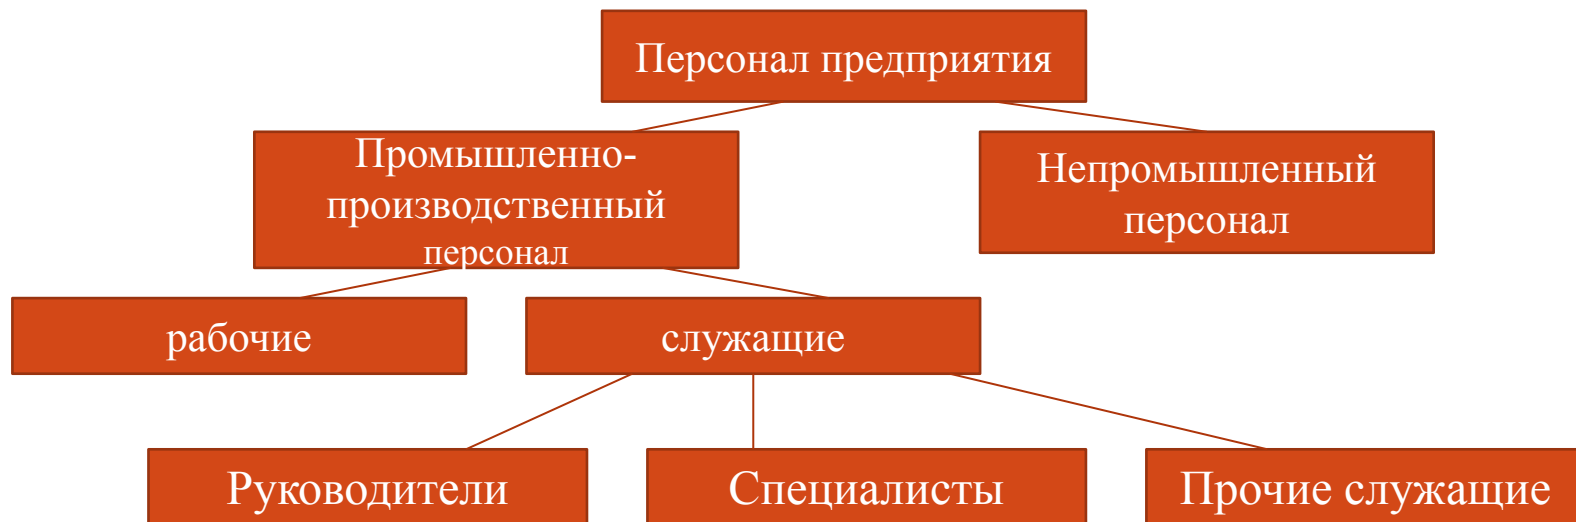 Персонал предприятия
Промышленно-
производственный
персонал
Непромышленный
персонал
рабочие
служащие
Руководители
Специалисты
Прочие служащие